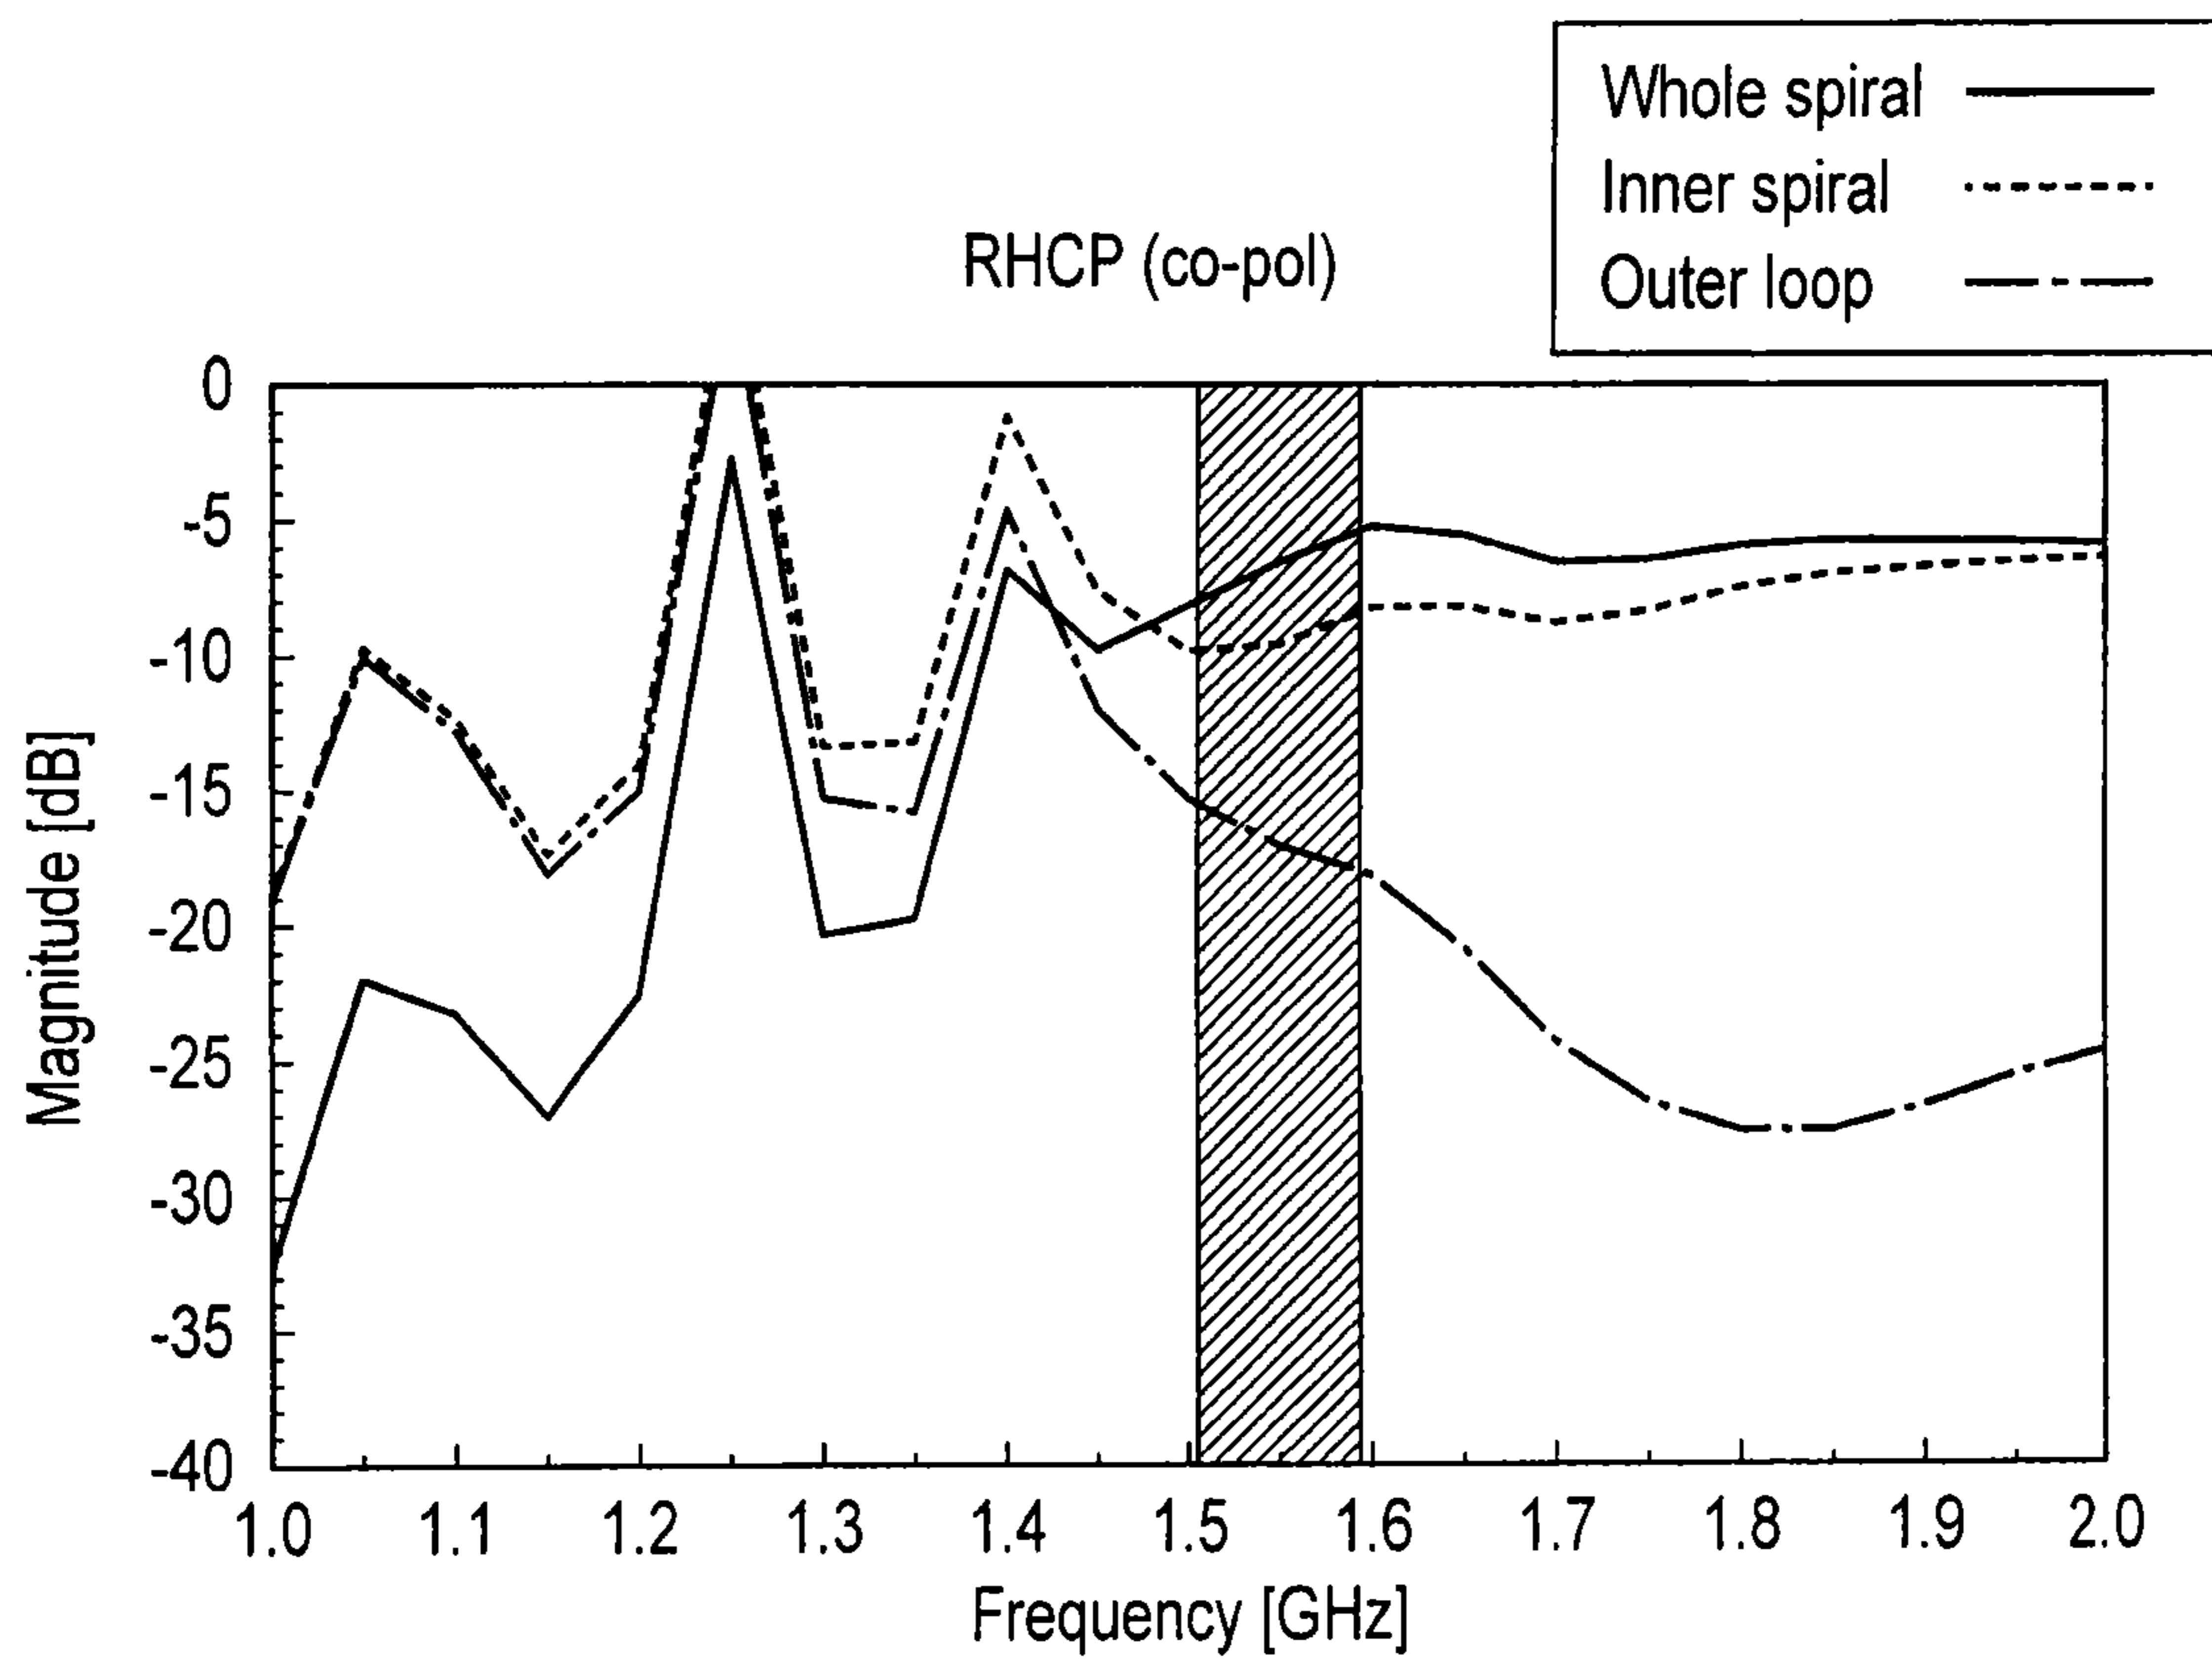 Whole spiral
Inner spiral
Outer loop
RHCP (co-pol)
0
-5
-10
-15
-20
-25
-30
-35
-40
Magnitude [dB]
1.0 1.1 1.2 1.3 1.4 1.5 1.6 1.7 1.8 1.9 2.0
Frequency [GHz]